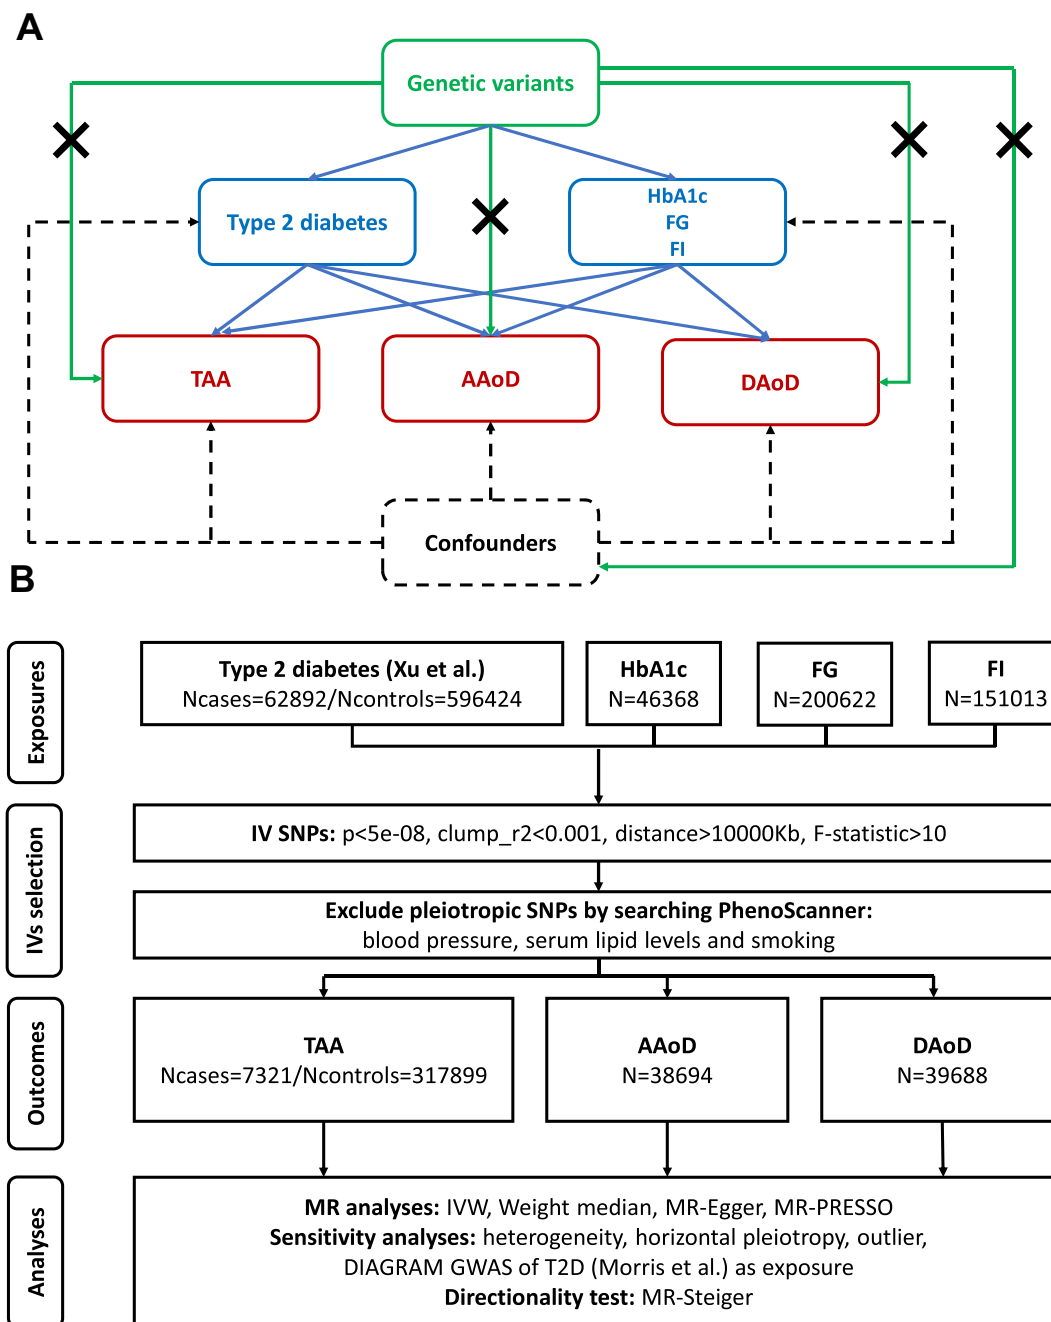 A
Genetic variants
Type 2 diabetes
HbA1c
FG
FI
TAA
AAoD
DAoD
Confounders
B
Exposures
Type 2 diabetes (Xu et al.)
Ncases=62892/Ncontrols=596424
HbA1c
N=46368
FG
N=200622
FI
N=151013
IVs selection
IV SNPs: p<5e-08, clump_r2<0.001, distance>10000Kb, F-statistic>10
Exclude pleiotropic SNPs by searching PhenoScanner:
blood pressure, serum lipid levels and smoking
Outcomes
TAA
Ncases=7321/Ncontrols=317899
AAoD
N=38694
DAoD
N=39688
Analyses
MR analyses: IVW, Weight median, MR-Egger, MR-PRESSO
Sensitivity analyses: heterogeneity, horizontal pleiotropy, outlier,
DIAGRAM GWAS of T2D (Morris et al.) as exposure
Directionality test: MR-Steiger